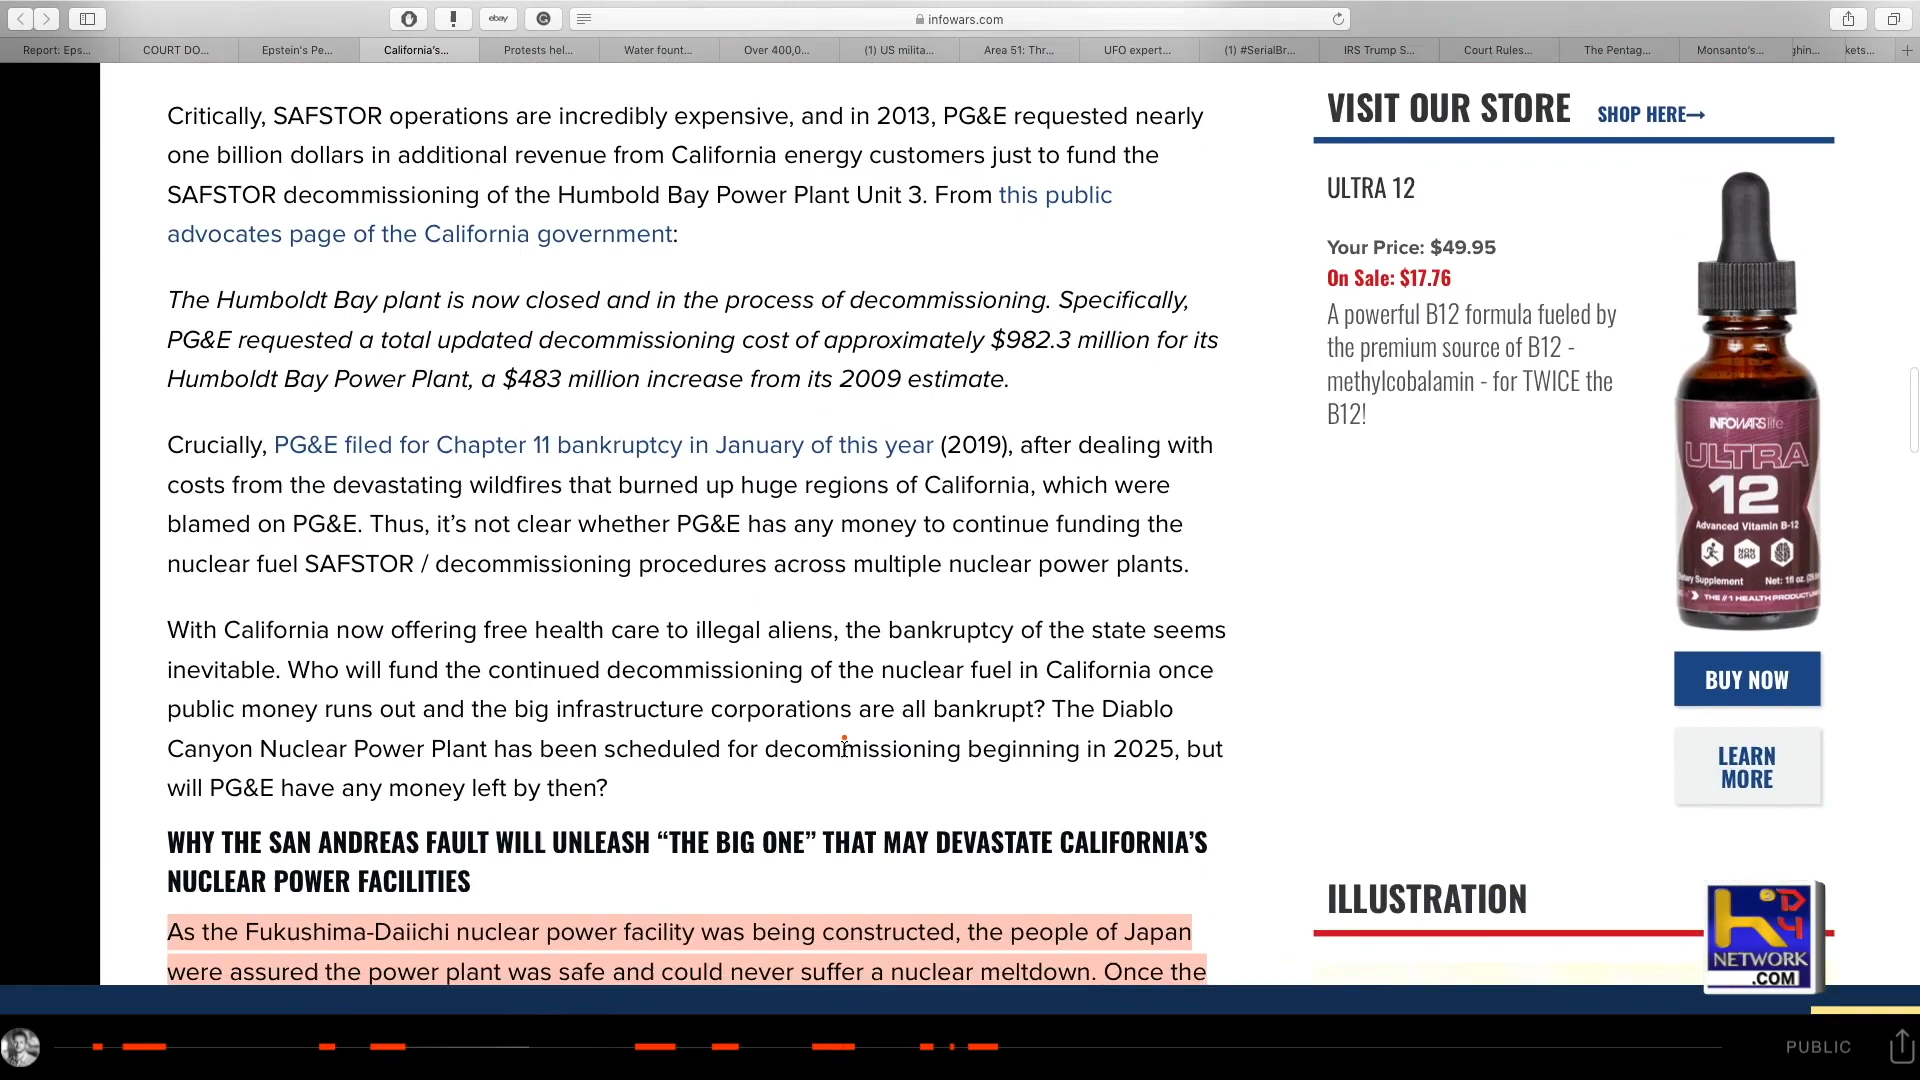 infowars.com
Report: Eps...
COURT DO...
Epstein's Pe...
California's...
Protests hel...
Water fount...
Over 400,0...
(1) US milita...
Area 51: Thr...
UFO expert...
(1) #SerialBr...
IRS Trump S...
Court Rules...
The Pentag...
Monsanto's...
ghin...
kets...
ebay
Critically, SAFSTOR operations are incredibly expensive, and in 2013, PG&E requested nearly
one billion dollars in additional revenue from California energy customers just to fund the
SAFSTOR decommissioning of the Humbold Bay Power Plant Unit 3. From this public
advocates page of the California government:
The Humboldt Bay plant is now closed and in the process of decommissioning. Specifically,
PG&E requested a total updated decommissioning cost of approximately $982.3 million for its
Humboldt Bay Power Plant, a $483 million increase from its 2009 estimate.
Crucially, PG&E filed for Chapter 11 bankruptcy in January of this year (2019), after dealing with
costs from the devastating wildfires that burned up huge regions of California, which were
blamed on PG&E. Thus, it's not clear whether PG&E has any money to continue funding the
nuclear fuel SAFSTOR / decommissioning procedures across multiple nuclear power plants.
With California now offering free health care to illegal aliens, the bankruptcy of the state seems
inevitable. Who will fund the continued decommissioning of the nuclear fuel in California once
public money runs out and the big infrastructure corporations are all bankrupt? The Diablo
Canyon Nuclear Power Plant has been scheduled for decommissioning beginning in 2025, but
will PG&E have any money left by then?
WHY THE SAN ANDREAS FAULT WILL UNLEASH “THE BIG ONE” THAT MAY DEVASTATE CALIFORNIA'S
NUCLEAR POWER FACILITIES
As the Fukushima-Daiichi nuclear power facility was being constructed, the people of Japan
were assured the power plant was safe and could never suffer a nuclear meltdown. Once the
VISIT OUR STORE SHOP HERE→
ULTRA 12
Your Price: $49.95
On Sale: $17.76
A powerful B12 formula fueled by
the premium source of B12 -
methylcobalamin - for TWICE the
B12!
INFOWARS life
ULTRA
12
Advanced Vitamin B-12
NON
GMO
Dietary Supplement Net: 1fl oz.
THE #1 HEALTH PRODUCT
BUY NOW
LEARN
MORE
ILLUSTRATION
D
4
NETWORK
.COM
PUBLIC